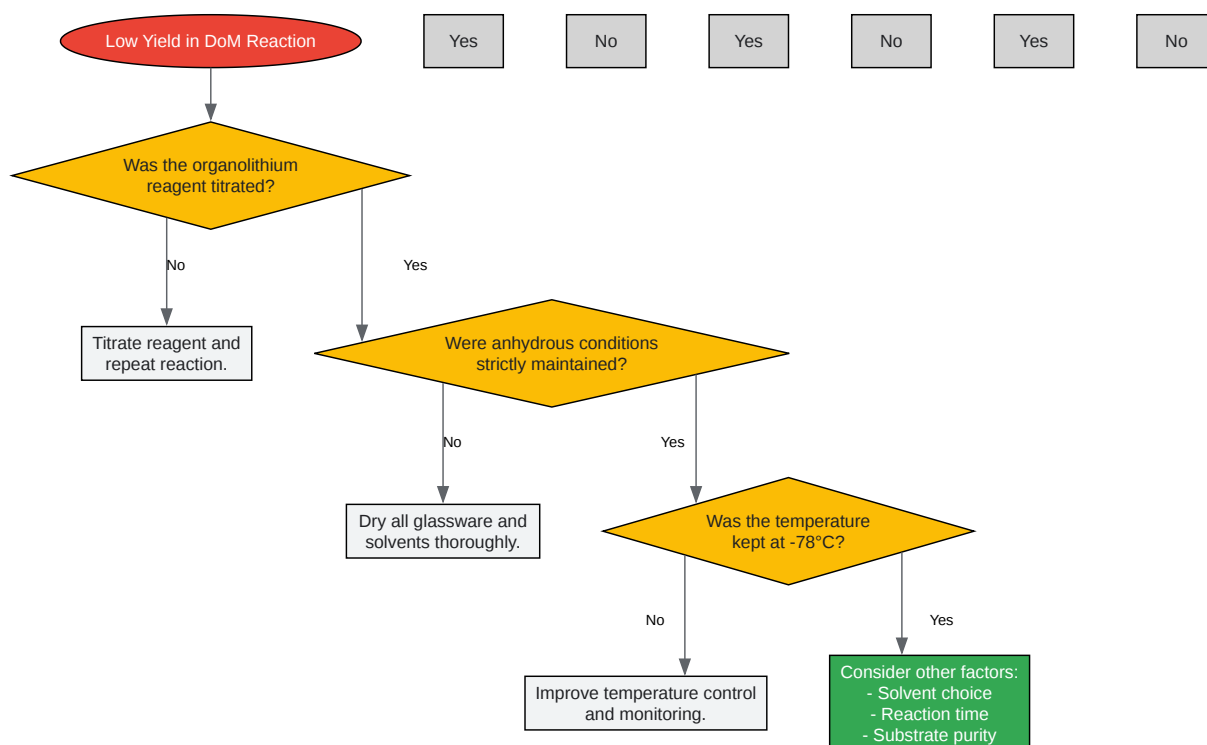 Low Yield in DoM Reaction
Yes
No
Yes
No
Yes
No
Was the organolithium
reagent titrated?
No
Yes
Titrate reagent and
repeat reaction.
Were anhydrous conditions
strictly maintained?
No
Yes
Dry all glassware and
solvents thoroughly.
Was the temperature
kept at -78°C?
No
Yes
Improve temperature control
and monitoring.
Consider other factors:
- Solvent choice
- Reaction time
- Substrate purity